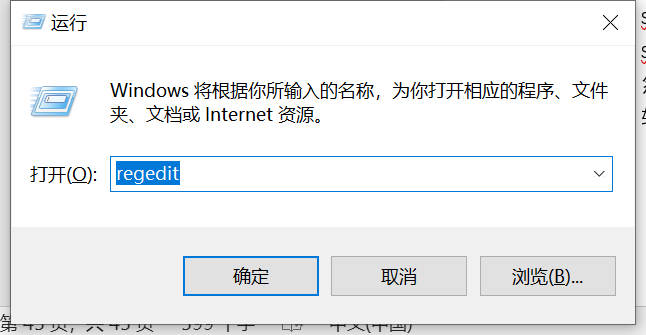 运行
Windows 将根据你所输入的名称，为你打开相应的程序、文件
夹、文档或 Internet 资源。
打开(O): regedit
确定 取消 浏览(B)...